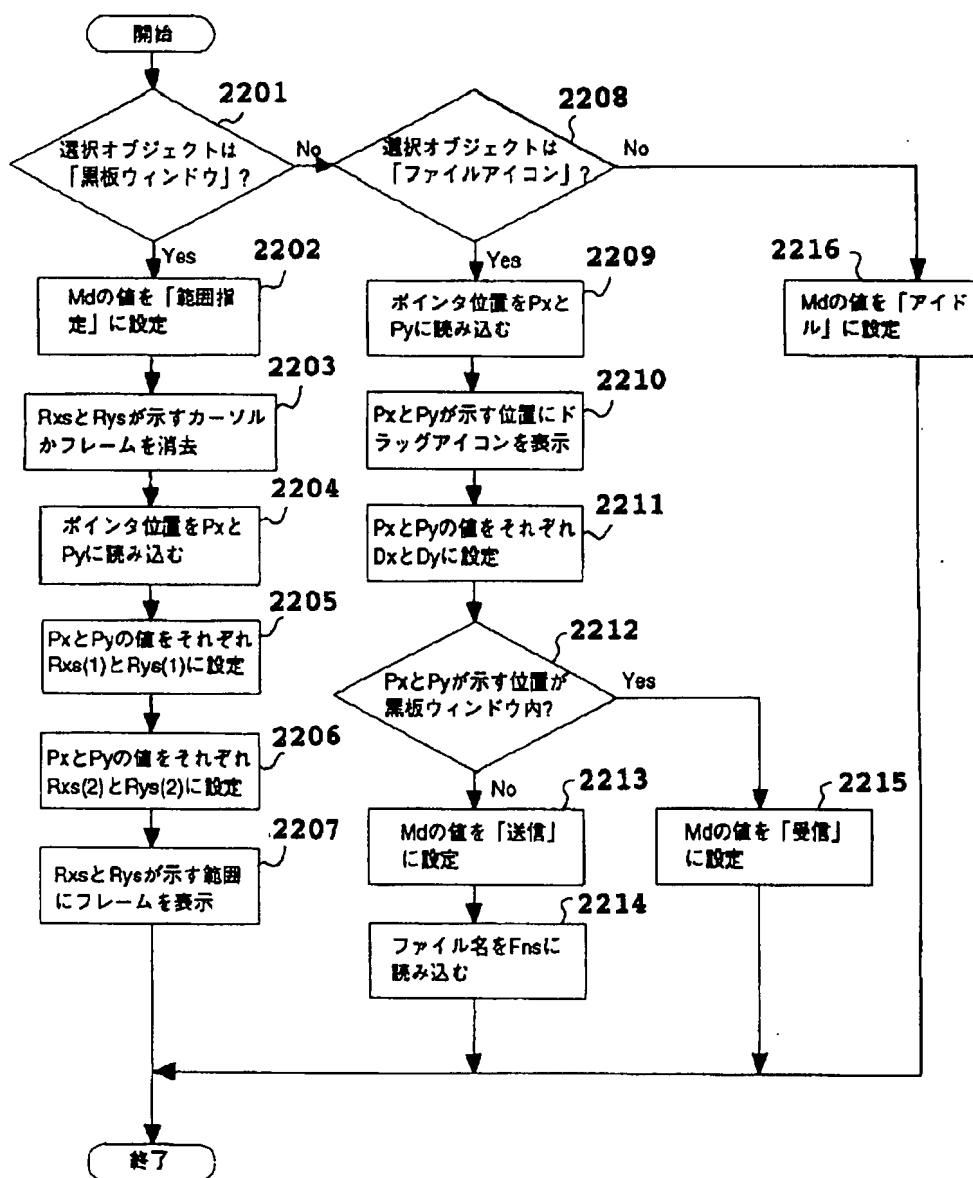 開始
2201
選択オブジェクトは
「黒板ウィンドウ」?
No
Yes
2202
Mdの値を「範囲指
定」に設定
2203
RxsとRysが示すカーソル
かフレームを消去
2204
ポインタ位置をPxと
Pyに読み込む
2205
PxとPyの値をそれぞれ
Rxs(1)とRys(1)に設定
2206
PxとPyの値をそれぞれ
Rxs(2)とRys(2)に設定
2207
RxsとRysが示す範囲
にフレームを表示
2208
選択オブジェクトは
「ファイルアイコン」?
No
Yes
2209
ポインタ位置をPxと
Pyに読み込む
2210
PxとPyが示す位置にド
ラッグアイコンを表示
2211
PxとPyの値をそれぞれ
DxとDyに設定
2212
PxとPyが示す位置が
黒板ウィンドウ内?
Yes
No
2213
Mdの値を「送信」
に設定
2214
ファイル名をFnsに
読み込む
2215
Mdの値を「受信」
に設定
2216
Mdの値を「アイド
ル」に設定
終了